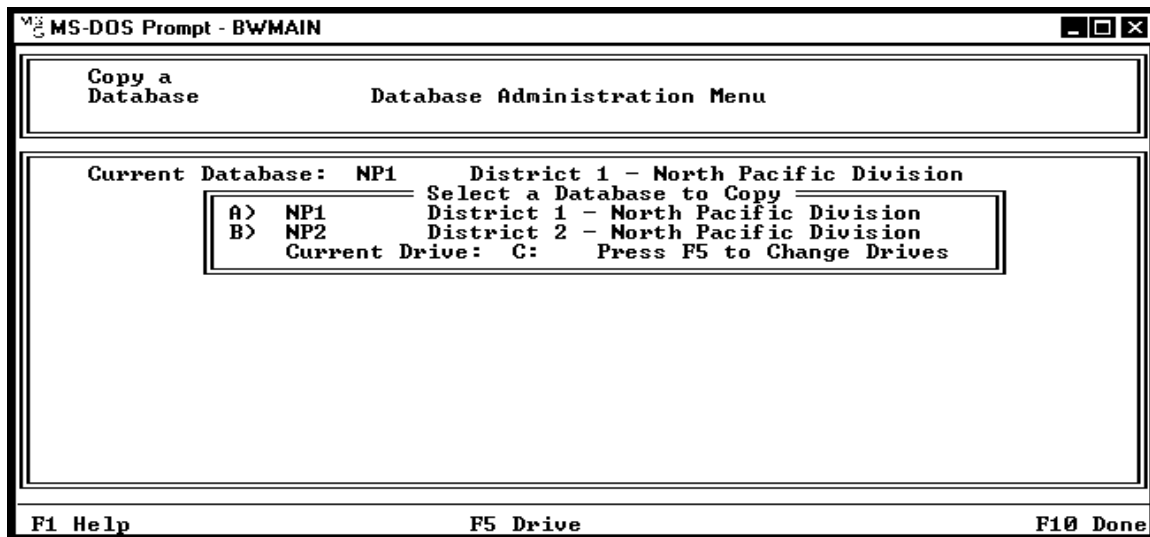 MS-DOS Prompt - BWMAIN
Copy a
Database Database Administration Menu
Current Database: NP1 District 1 - North Pacific Division
Select a Database to Copy
A) NP1 District 1 - North Pacific Division
B) NP2 District 2 - North Pacific Division
Current Drive: C: Press F5 to Change Drives
F1 Help F5 Drive F10 Done